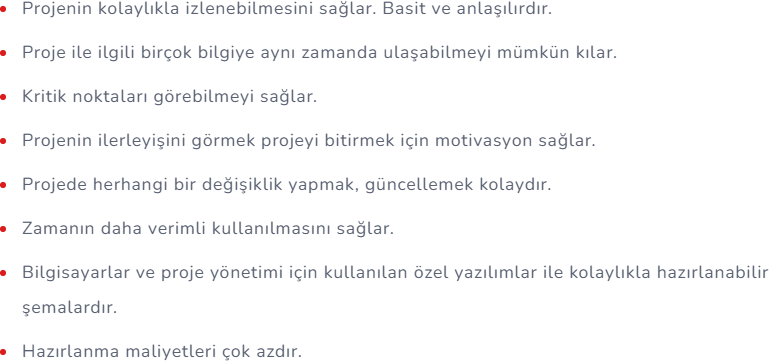 Projenin kolaylıkla izlenebilmesini sağlar. Basit ve anlaşılırdır.
Proje ile ilgili birçok bilgiye aynı zamanda ulaşabilmeyi mümkün kılar.
Kritik noktaları görebilmeyi sağlar.
Projenin ilerleyişini görmek projeyi bitirmek için motivasyon sağlar.
Projede herhangi bir değişiklik yapmak, güncellemek kolaydır.
Zamanın daha verimli kullanılmasını sağlar.
Bilgisayarlar ve proje yönetimi için kullanılan özel yazılımlar ile kolaylıkla hazırlanabilir
şemalardır.
Hazırlanma maliyetleri çok azdır.